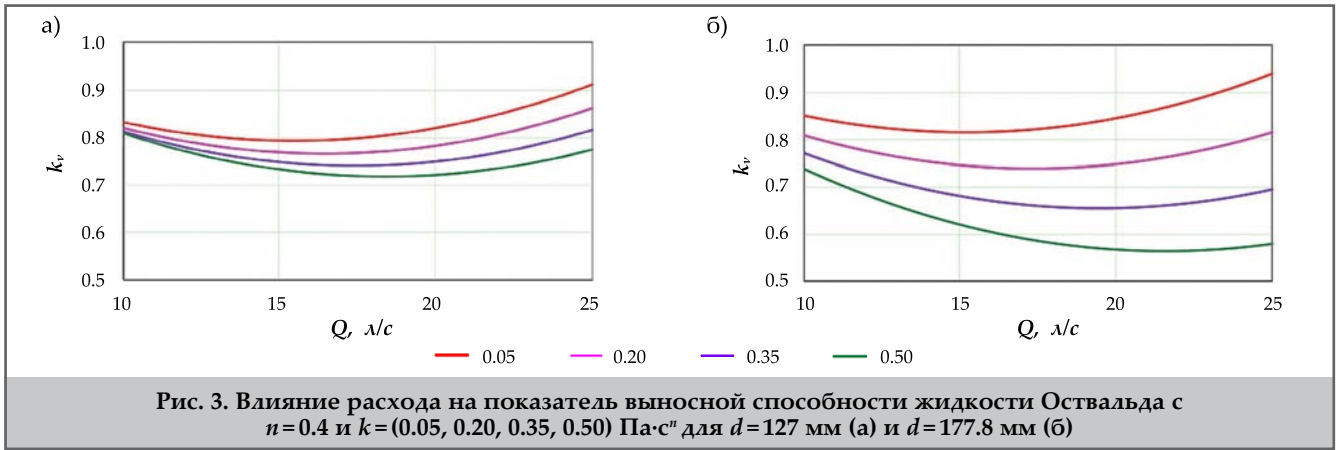 а)
1.0
0.9
0.8
0.7
0.6
0.5
kᵥ
10 15 20 25
Q, л/с
б)
1.0
0.9
0.8
0.7
0.6
0.5
kᵥ
10 15 20 25
Q, л/с
0.05 0.20 0.35 0.50
Рис. 3. Влияние расхода на показатель выносной способности жидкости Оствальда с
n=0.4 и k=(0.05, 0.20, 0.35, 0.50) Па·сⁿ для d=127 мм (а) и d=177.8 мм (б)